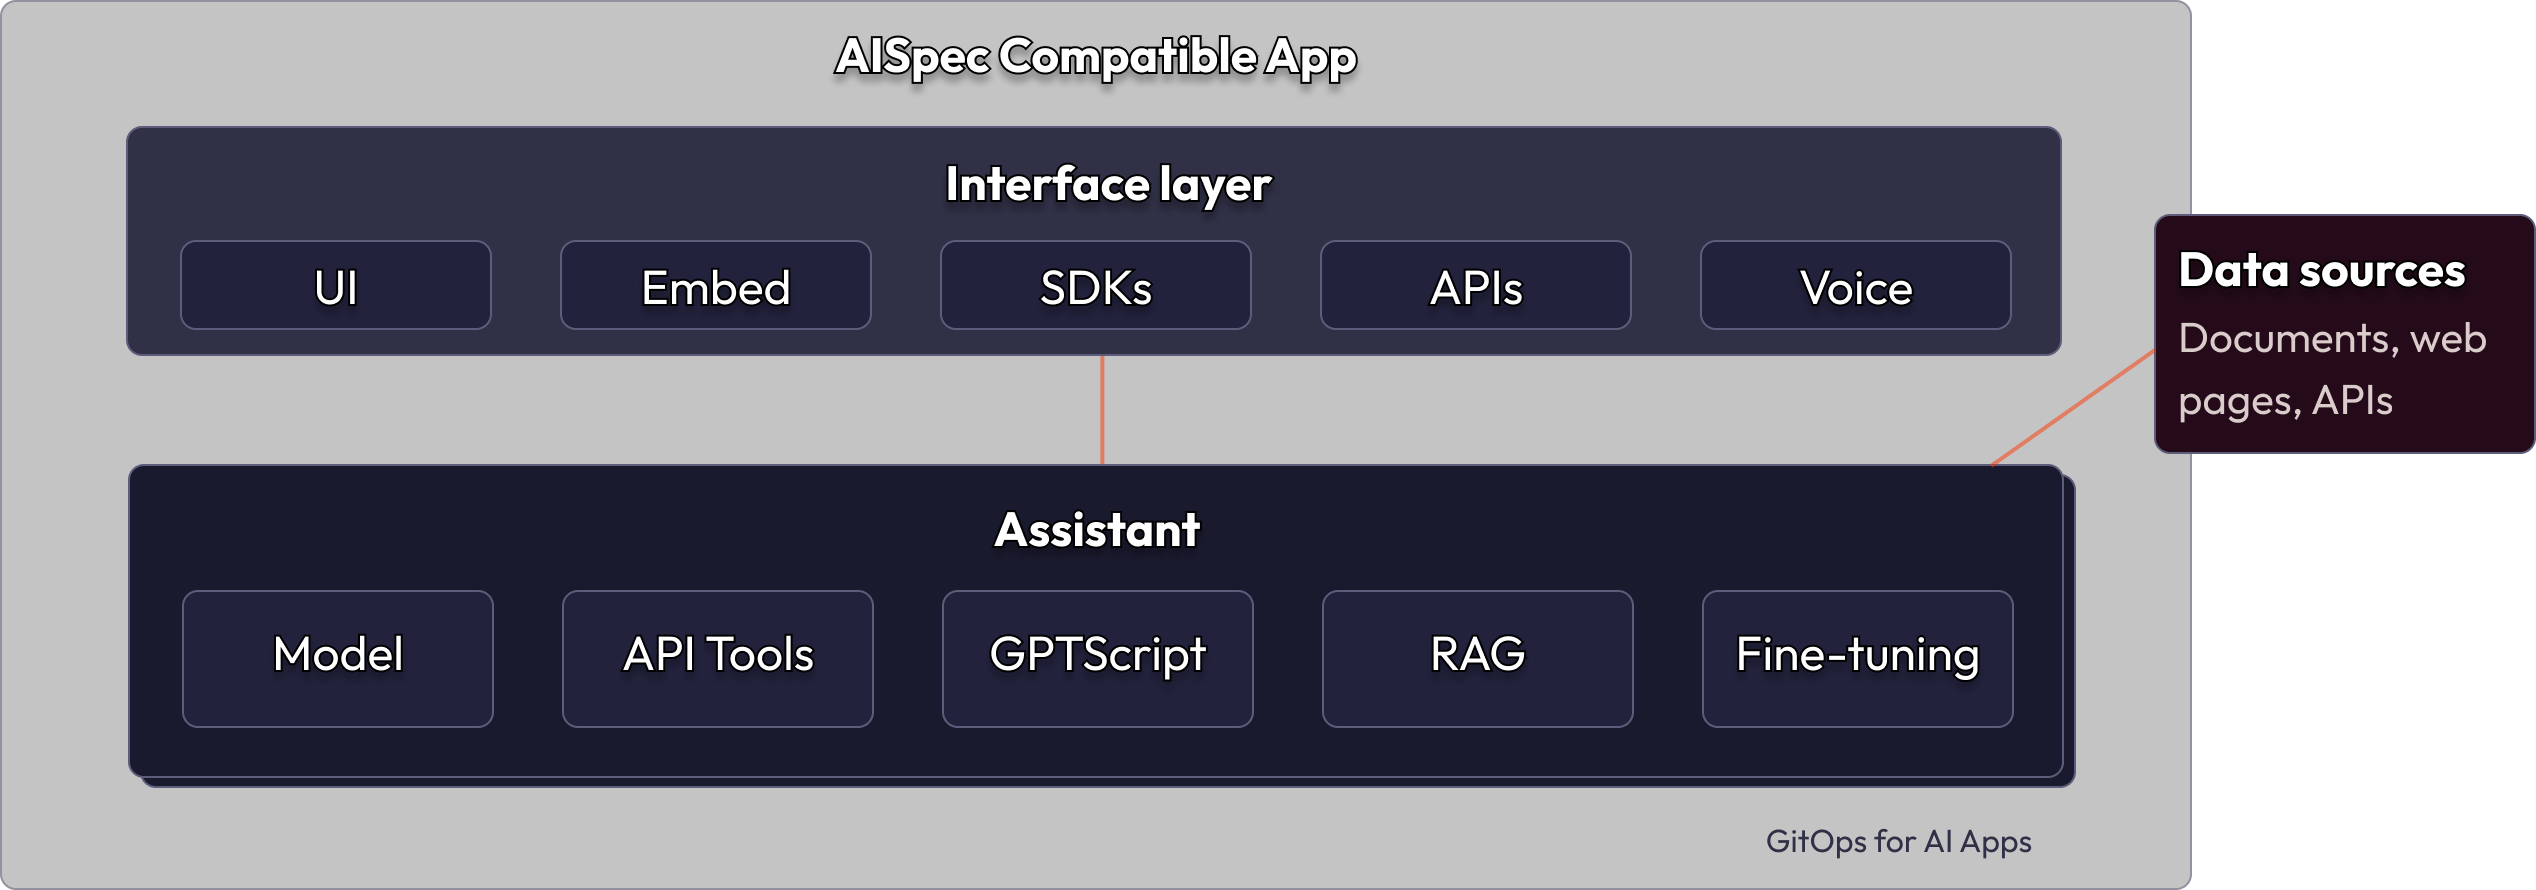 AISpec Compatible App
Interface layer
UI
Embed
SDKs
APIs
Voice
Data sources
Documents, web
pages, APIs
Assistant
Model
API Tools
GPTScript
RAG
Fine-tuning
GitOps for AI Apps